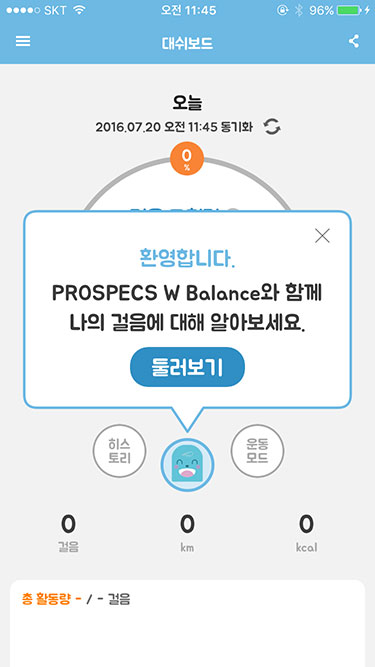 SKT 오전 11:45 96%
대쉬보드
오늘
2016.07.20 오전 11:45 동기화
0
%
환영합니다.
PROSPECS W Balance와 함께
나의 걸음에 대해 알아보세요.
둘러보기
히스
토리
운동
모드
0 0 0
걸음 km kcal
총 활동량 - / - 걸음